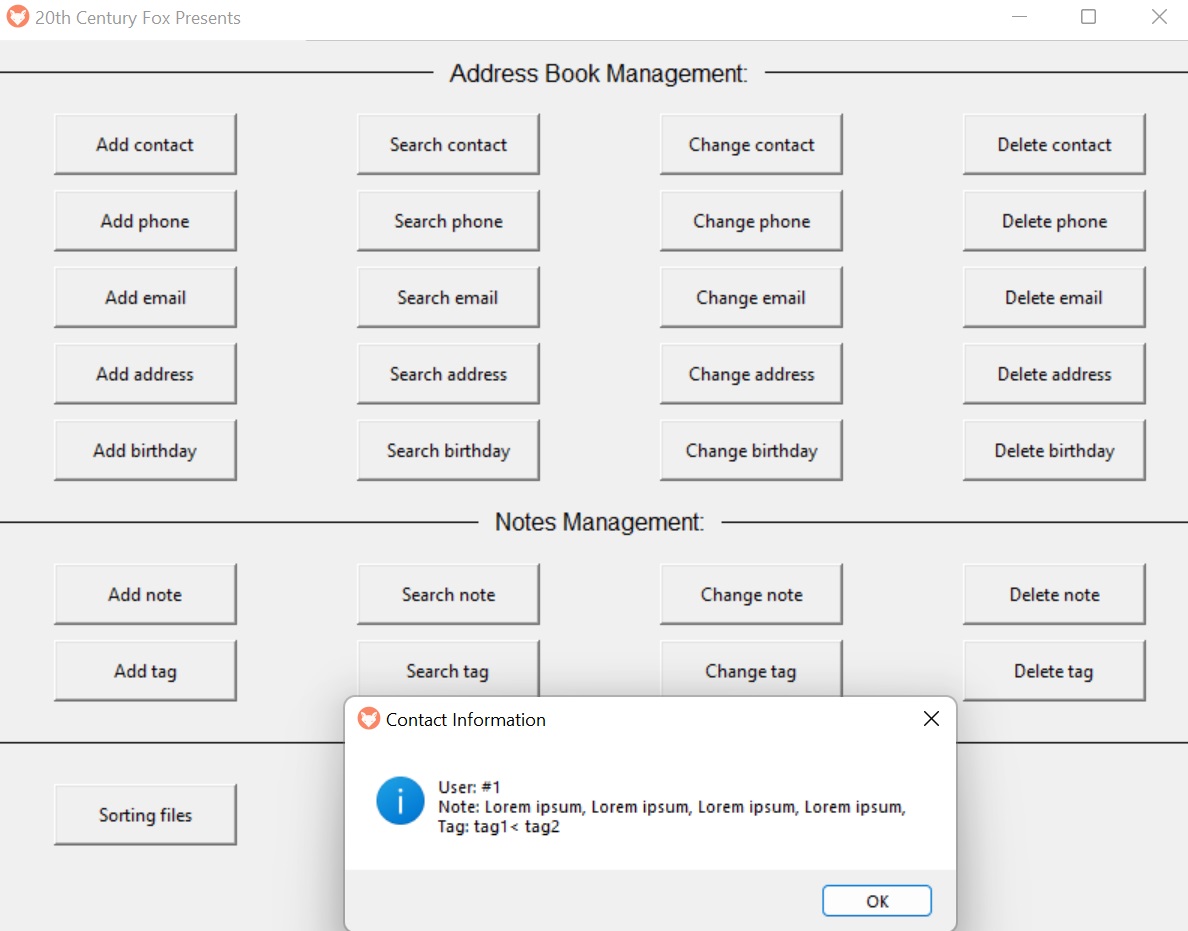 20th Century Fox Presents
Address Book Management:
Add contact Search contact Change contact Delete contact
Add phone Search phone Change phone Delete phone
Add email Search email Change email Delete email
Add address Search address Change address Delete address
Add birthday Search birthday Change birthday Delete birthday
Notes Management:
Add note Search note Change note Delete note
Add tag Search tag Change tag Delete tag
Sorting files
Contact Information
User: #1
Note: Lorem ipsum, Lorem ipsum, Lorem ipsum, Lorem ipsum,
Tag: tag1< tag2
OK